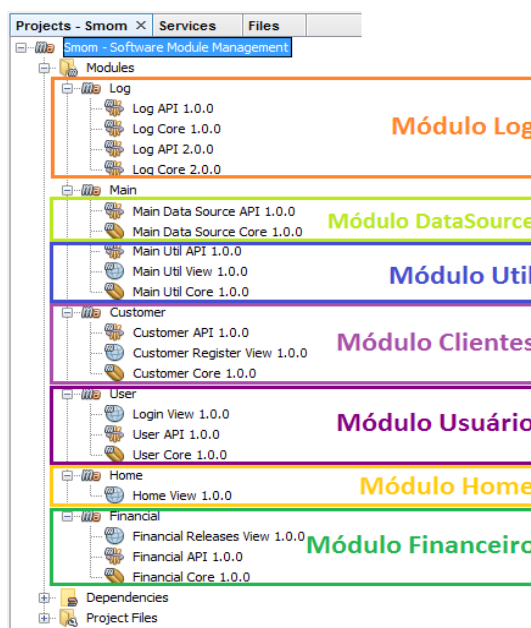 Projects - Smom × Services Files
Smom - Software Module Management
Modules
Log
Log API 1.0.0
Log Core 1.0.0
Módulo Log
Log API 2.0.0
Log Core 2.0.0
Main
Main Data Source API 1.0.0
Módulo DataSource
Main Data Source Core 1.0.0
Main Util API 1.0.0
Main Util View 1.0.0
Módulo Util
Main Util Core 1.0.0
Customer
Customer API 1.0.0
Módulo Clientes
Customer Register View 1.0.0
Customer Core 1.0.0
User
Login View 1.0.0
Módulo Usuário
User API 1.0.0
User Core 1.0.0
Home
Módulo Home
Home View 1.0.0
Financial
Financial Releases View 1.0.0
Módulo Financeiro
Financial API 1.0.0
Financial Core 1.0.0
Dependencies
Project Files